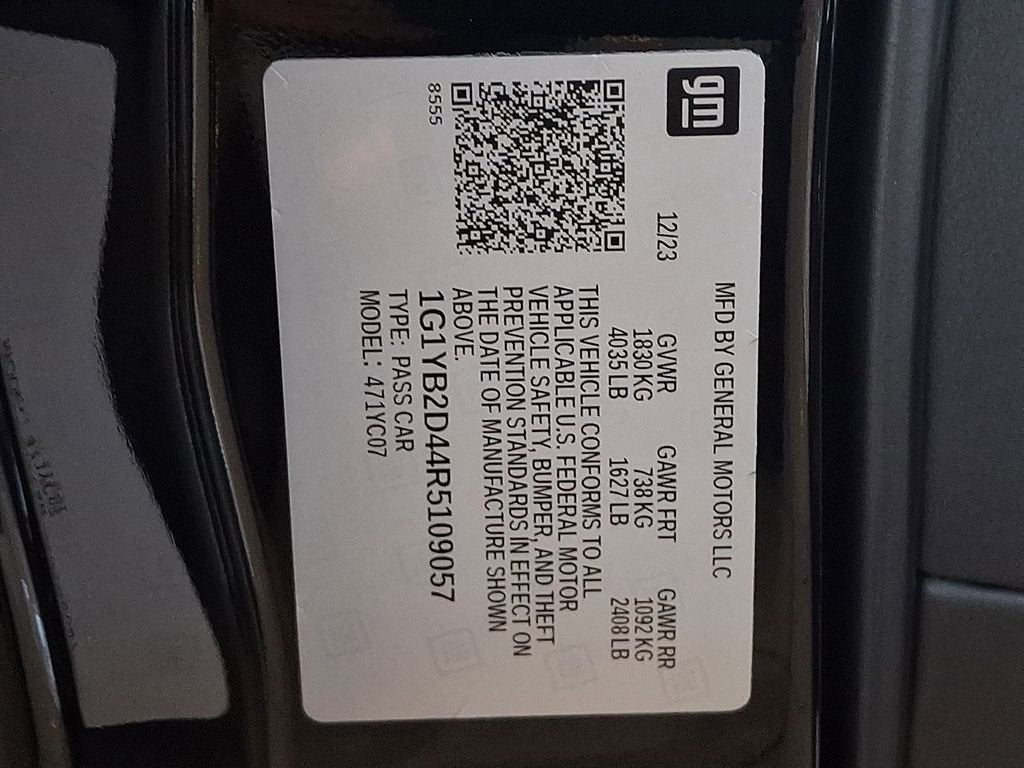 gm
MFD BY GENERAL MOTORS LLC
12/23 GVWR GAWR FRT GAWR RR
1830 KG 738 KG 1092 KG
4035 LB 1627 LB 2408 LB
THIS VEHICLE CONFORMS TO ALL
APPLICABLE U.S. FEDERAL MOTOR
VEHICLE SAFETY, BUMPER, AND THEFT
PREVENTION STANDARDS IN EFFECT ON
THE DATE OF MANUFACTURE SHOWN
ABOVE.
8555
1G1YB2D44R5109057
TYPE: PASS CAR
MODEL: 471YC07